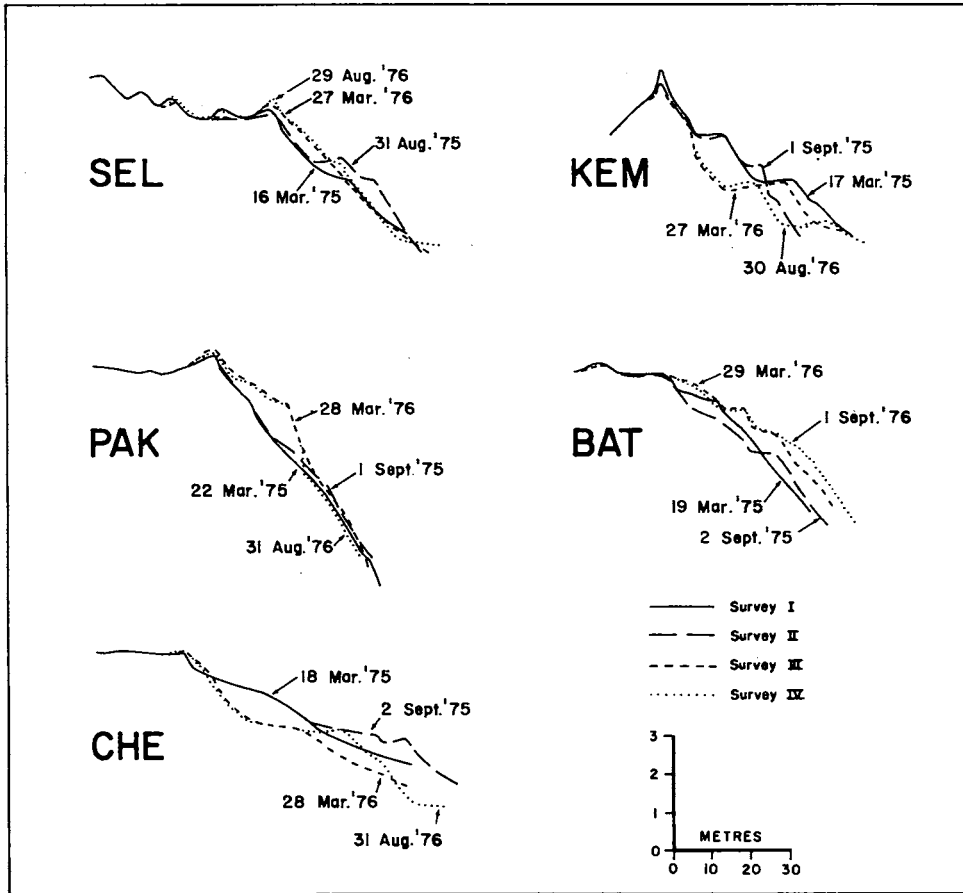 SEL
29 Aug.'76
27 Mar.'76
31 Aug.'75
16 Mar.'75
KEM
1 Sept.'75
17 Mar.'75
27 Mar.'76
30 Aug.'76
PAK
28 Mar.'76
1 Sept.'75
22 Mar.'75
31 Aug.'76
BAT
29 Mar.'76
1 Sept.'76
19 Mar.'75
2 Sept.'75
CHE
18 Mar.'75
2 Sept.'75
28 Mar.'76
31 Aug.'76
Survey I
Survey II
Survey III
Survey IV
3
2
1
0
METRES
0 10 20 30